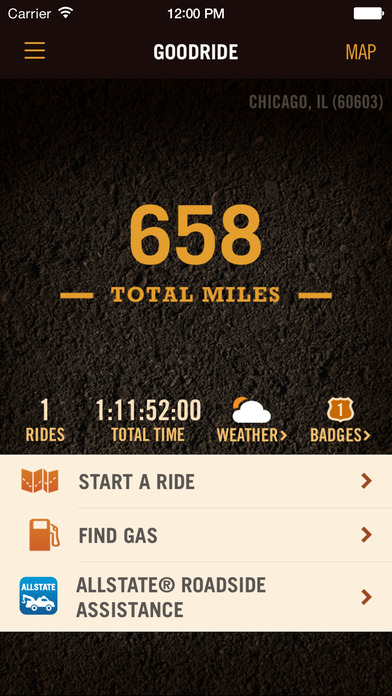 Carrier 12:00 PM
GOODRIDE MAP
CHICAGO, IL (60603)
658
TOTAL MILES
1 1:11:52:00 1
RIDES TOTAL TIME WEATHER> BADGES>
START A RIDE >
FIND GAS >
ALLSTATE
ALLSTATE® ROADSIDE
ASSISTANCE >